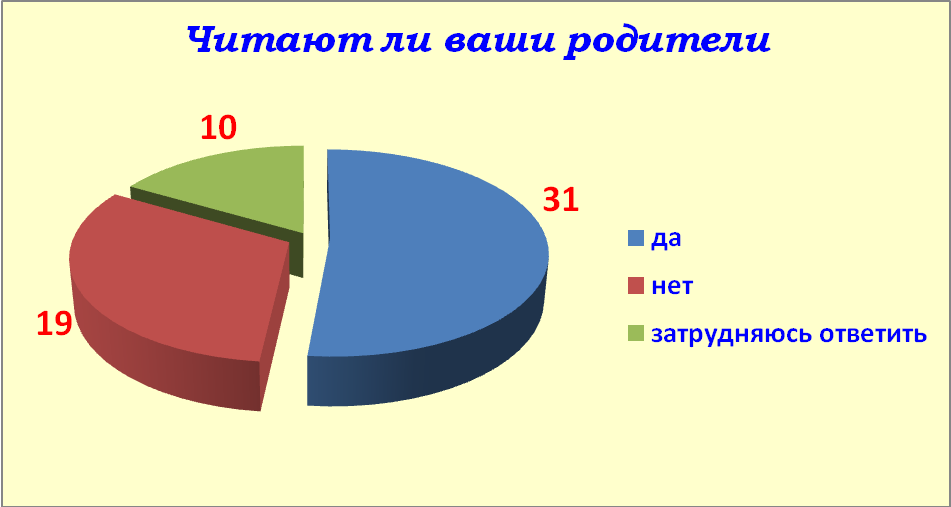 Читают ли ваши родители
10
31
19
да
нет
затрудняюсь ответить